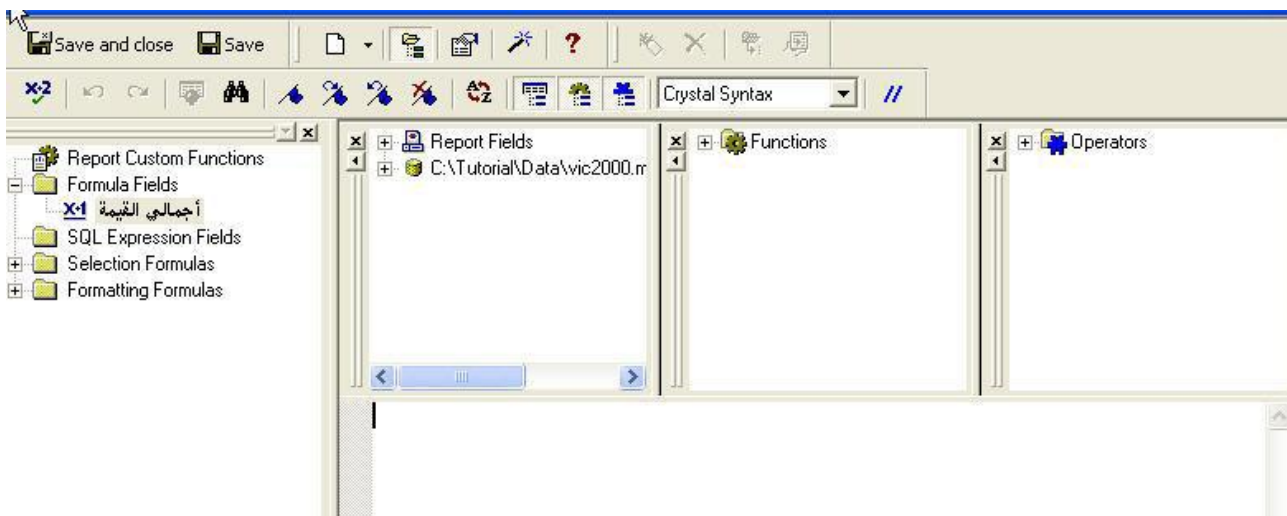 Save and close Save
Crystal Syntax
Report Custom Functions
Formula Fields
أجمالي القيمة
SQL Expression Fields
Selection Formulas
Formatting Formulas
Report Fields
C:\Tutorial\Data\vic2000.m
Functions
Operators